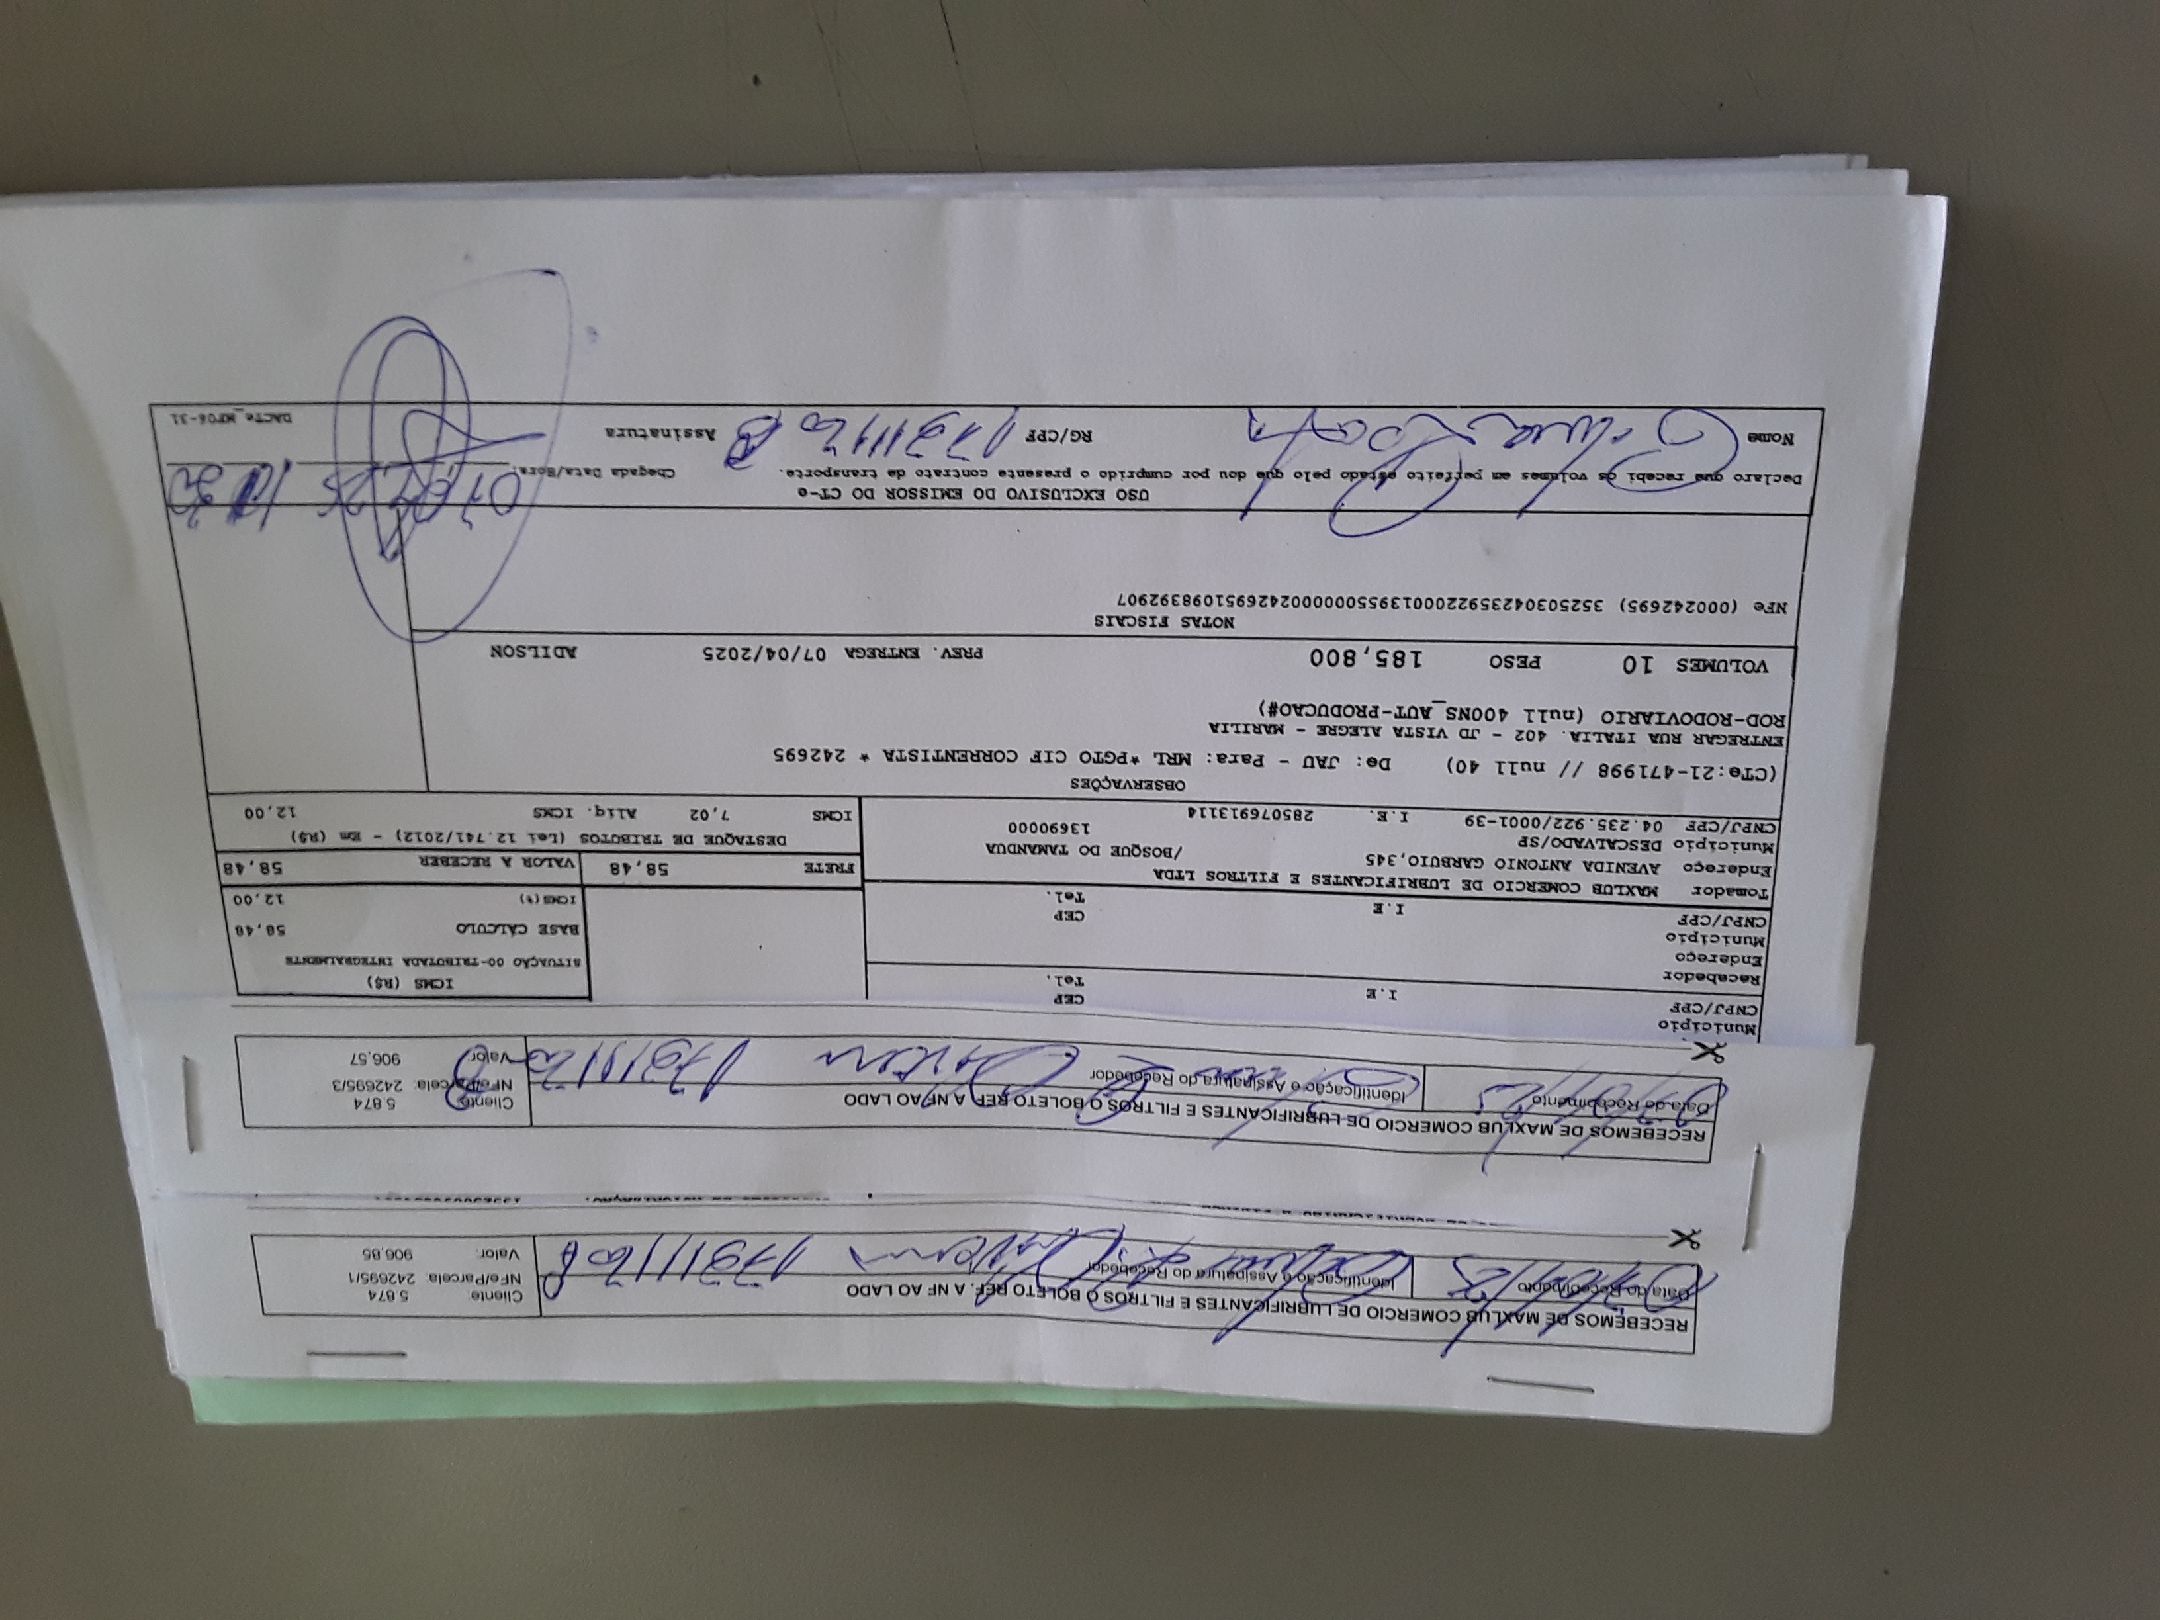 RECEBEMOS DE MAXLUB COMERCIO DE LUBRIFICANTES E FILTROS O BOLETO REF. A NF AO LADO
Data do Recebimento
Identificação e Assinatura do Recebedor
Cliente 5.874
NFe/Parcela: 242695/1
Valor: 906,85
RECEBEMOS DE MAXLUB COMERCIO DE LUBRIFICANTES E FILTROS O BOLETO REF. A NF AO LADO
Data do Recebimento
Identificação e Assinatura do Recebedor
Cliente 5.874
NFe/Parcela: 242695/3
Valor 906,57
Município CEP
CNPJ/CPF I.E Tel.
Recebedor
Endereço
Município CEP
CNPJ/CPF I.E Tel.
Tomador MAXLUB COMERCIO DE LUBRIFICANTES E FILTROS LTDA
Endereço AVENIDA ANTONIO GARBUIO,345 /BOSQUE DO TAMANDUA
Município DESCALVADO/SP 13690000
CNPJ/CPF 04.235.922/0001-39 I.E. 285076913114
ICMS (R$)
SITUAÇÃO 00-TRIBUTADA INTEGRALMENTE
BASE CÁLCULO 58,48
ICMS(%) 12,00
FRETE 58,48 VALOR A RECEBER 58,48
DESTAQUE DE TRIBUTOS (Lei 12.741/2012) - Em (R$)
ICMS 7,02 Aliq. ICMS 12,00
OBSERVAÇÕES
(CTe:21-471998 // null 40) De: JAU - Para: MRL *PGTO CIF CORRENTISTA * 242695
ENTREGAR RUA ITALIA. 402 - JD VISTA ALEGRE - MARILIA
ROD-RODOVIARIO (null 400NS_AUT-PRODUCAO#)
VOLUMES 10 PESO 185,800 PREV. ENTREGA 07/04/2025 ADILSON
NOTAS FISCAIS
NFe (000242695) 35250304235922000139550000002426951098392907
USO EXCLUSIVO DO EMISSOR DO CT-e
Declaro que recebi os volumes em perfeito estado pelo que dou por cumprido o presente contrato de transporte. Chegada Data/Hora:
Nome RG/CPF Assinatura
DACTe_MF06-31